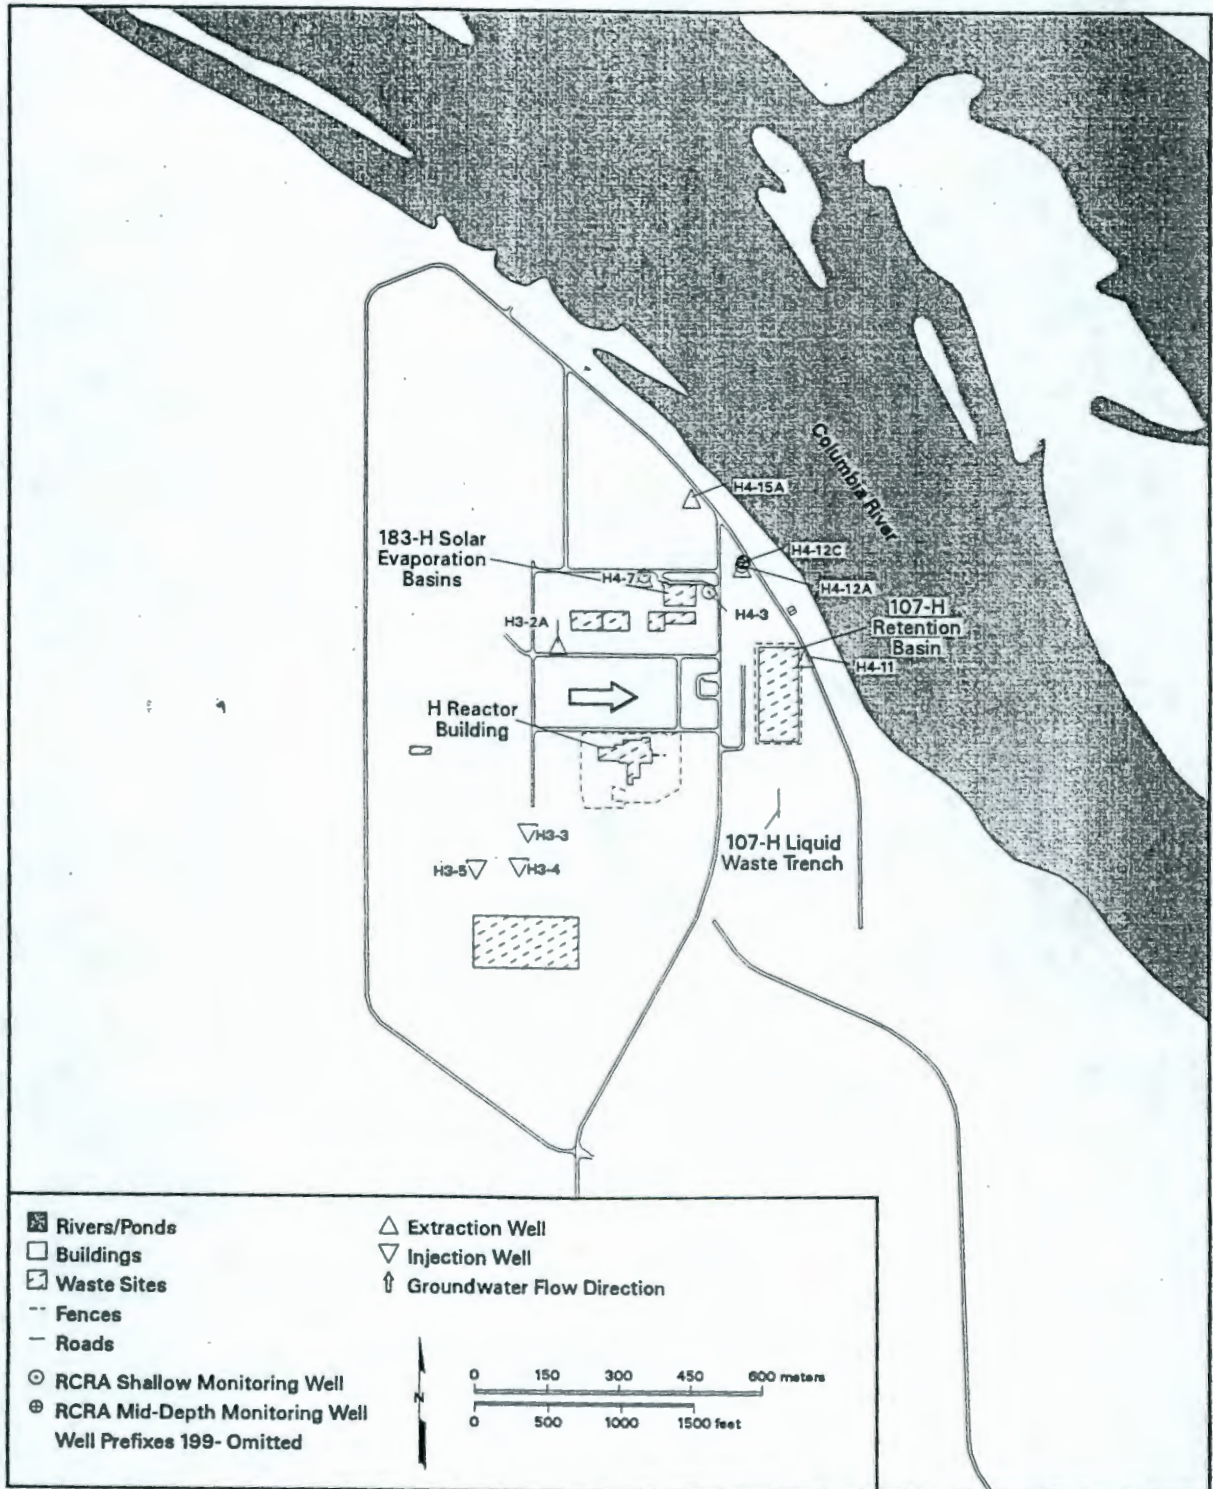 Columbia River
H4-15A
183-H Solar
Evaporation
Basins
H4-12C
H4-7
H4-12A
H4-3
107-H
Retention
Basin
H3-2A
H4-11
H Reactor
Building
H3-3
107-H Liquid
Waste Trench
H3-5
H3-4
Rivers/Ponds
Buildings
Waste Sites
Fences
Roads
RCRA Shallow Monitoring Well
RCRA Mid-Depth Monitoring Well
Well Prefixes 199- Omitted
Extraction Well
Injection Well
Groundwater Flow Direction
N
0 150 300 450 600 meters
0 500 1000 1500 feet